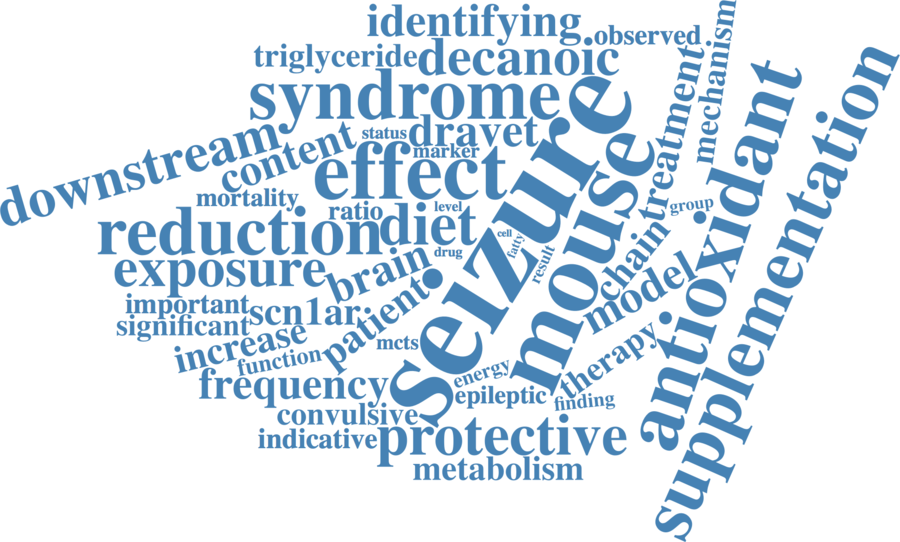 identifying
observed
triglyceride
decanoic
mechanism
syndrome
treatment
downstream
content
status
dravet
marker
effect
seizure
mouse
antioxidant
supplementation
mortality
ratio
level
diet
group
reduction
cell
fatty
drug
result
chain
exposure
brain
model
important
scn1ar
patient
significant
mcts
increase
function
energy
therapy
frequency
epileptic
finding
convulsive
indicative
protective
metabolism